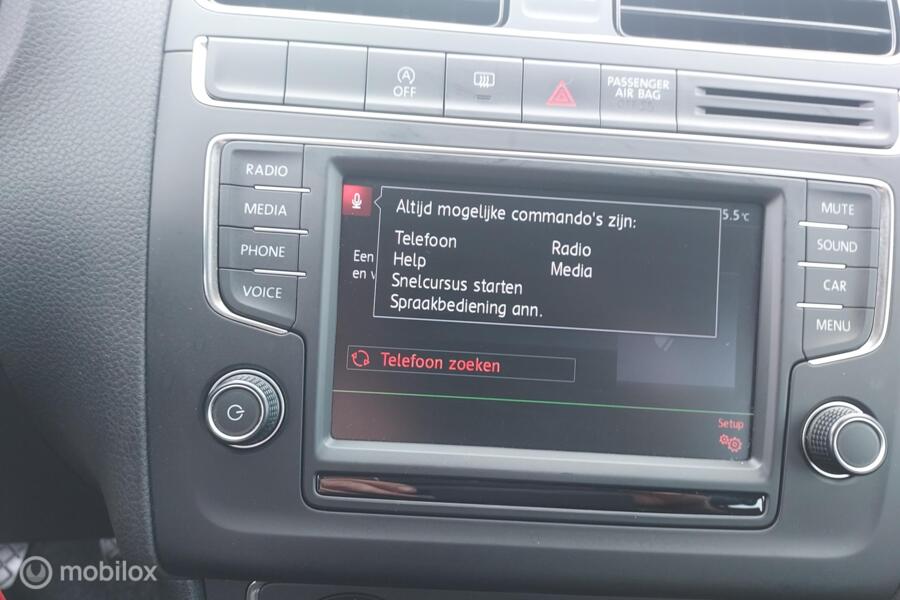 A OFF
PASSENGER
AIR BAG
RADIO
MEDIA
PHONE
VOICE
MUTE
SOUND
CAR
MENU
5.5°C
Altijd mogelijke commando's zijn:
Telefoon
Radio
Help
Media
Snelcursus starten
Spraakbediening ann.
Een
en
Telefoon zoeken
Setup
mobilox